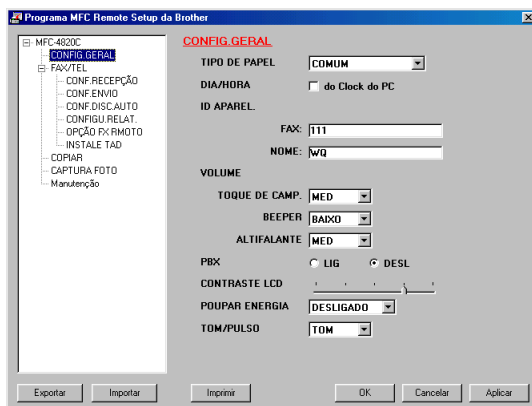 Programa MFC Remote Setup da Brother
MFC-4820C
CONFIG.GERAL
FAX/TEL
CONF.RECEPÇÃO
CONF.ENVIO
CONF.DISC.AUTO
CONFIGU.RELAT.
OPÇÃO FX RMOTO
INSTALE TAD
COPIAR
CAPTURA FOTO
Manutenção
CONFIG.GERAL
TIPO DE PAPEL COMUM
DIA/HORA do Clock do PC
ID APAREL.
FAX: 111
NOME: WQ
VOLUME
TOQUE DE CAMP. MED
BEEPER BAIXO
ALTIFALANTE MED
PBX LIG DESL
CONTRASTE LCD
POUPAR ENERGIA DESLIGADO
TOM/PULSO TOM
Exportar Importar Imprimir OK Cancelar Aplicar